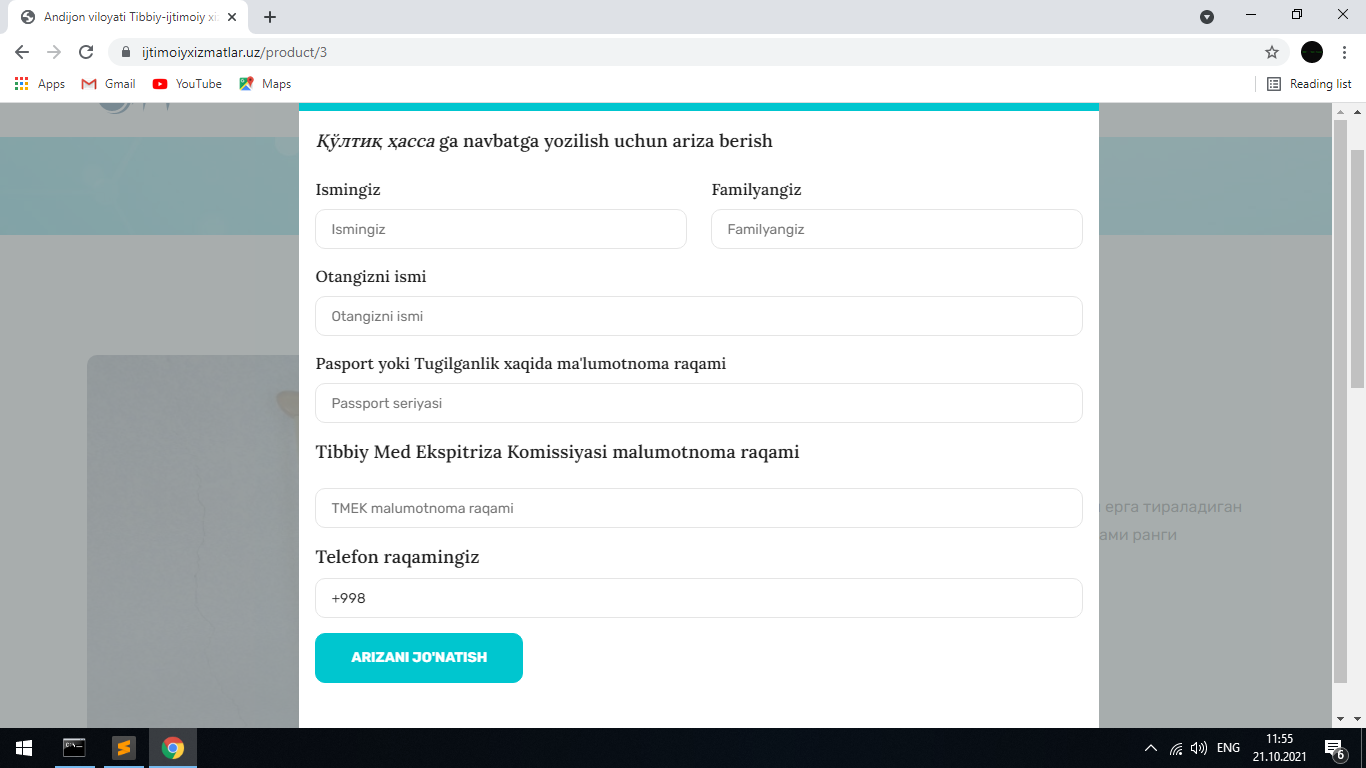 Andijon viloyati Tibbiy-ijtimoiy xi
ijtimoiyxizmatlar.uz/product/3
Apps Gmail YouTube Maps Reading list
Қўлтиқ ҳасса ga navbatga yozilish uchun ariza berish
Ismingiz Familyangiz
Ismingiz Familyangiz
Otangizni ismi
Otangizni ismi
Pasport yoki Tugilganlik xaqida ma'lumotnoma raqami
Passport seriyasi
Tibbiy Med Ekspitriza Komissiyasi malumotnoma raqami
TMEK malumotnoma raqami
ерга тираладиган
ами ранги
Telefon raqamingiz
+998
ARIZANI JO'NATISH
ENG
11:55
21.10.2021
6